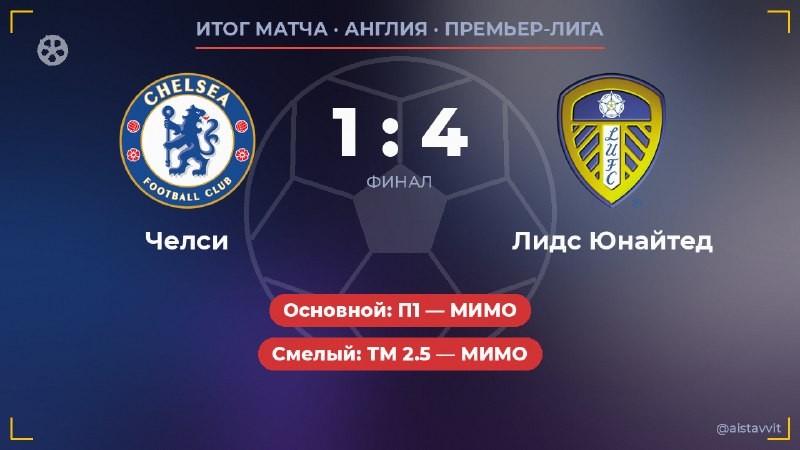 ИТОГ МАТЧА · АНГЛИЯ · ПРЕМЬЕР-ЛИГА
CHELSEA
FOOTBALL CLUB
1 : 4
LUFC
ФИНАЛ
Челси
Лидс Юнайтед
Основной: П1 — МИМО
Смелый: ТМ 2.5 — МИМО
@aistavvit